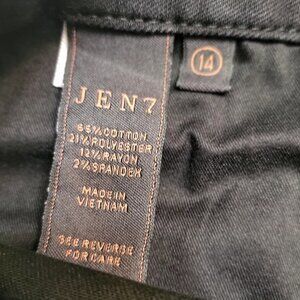 JEN7
14
65% COTTON
21% POLYESTER
12% RAYON
2% SPANDEX
MADE IN
VIETNAM
SEE REVERSE
FOR CARE